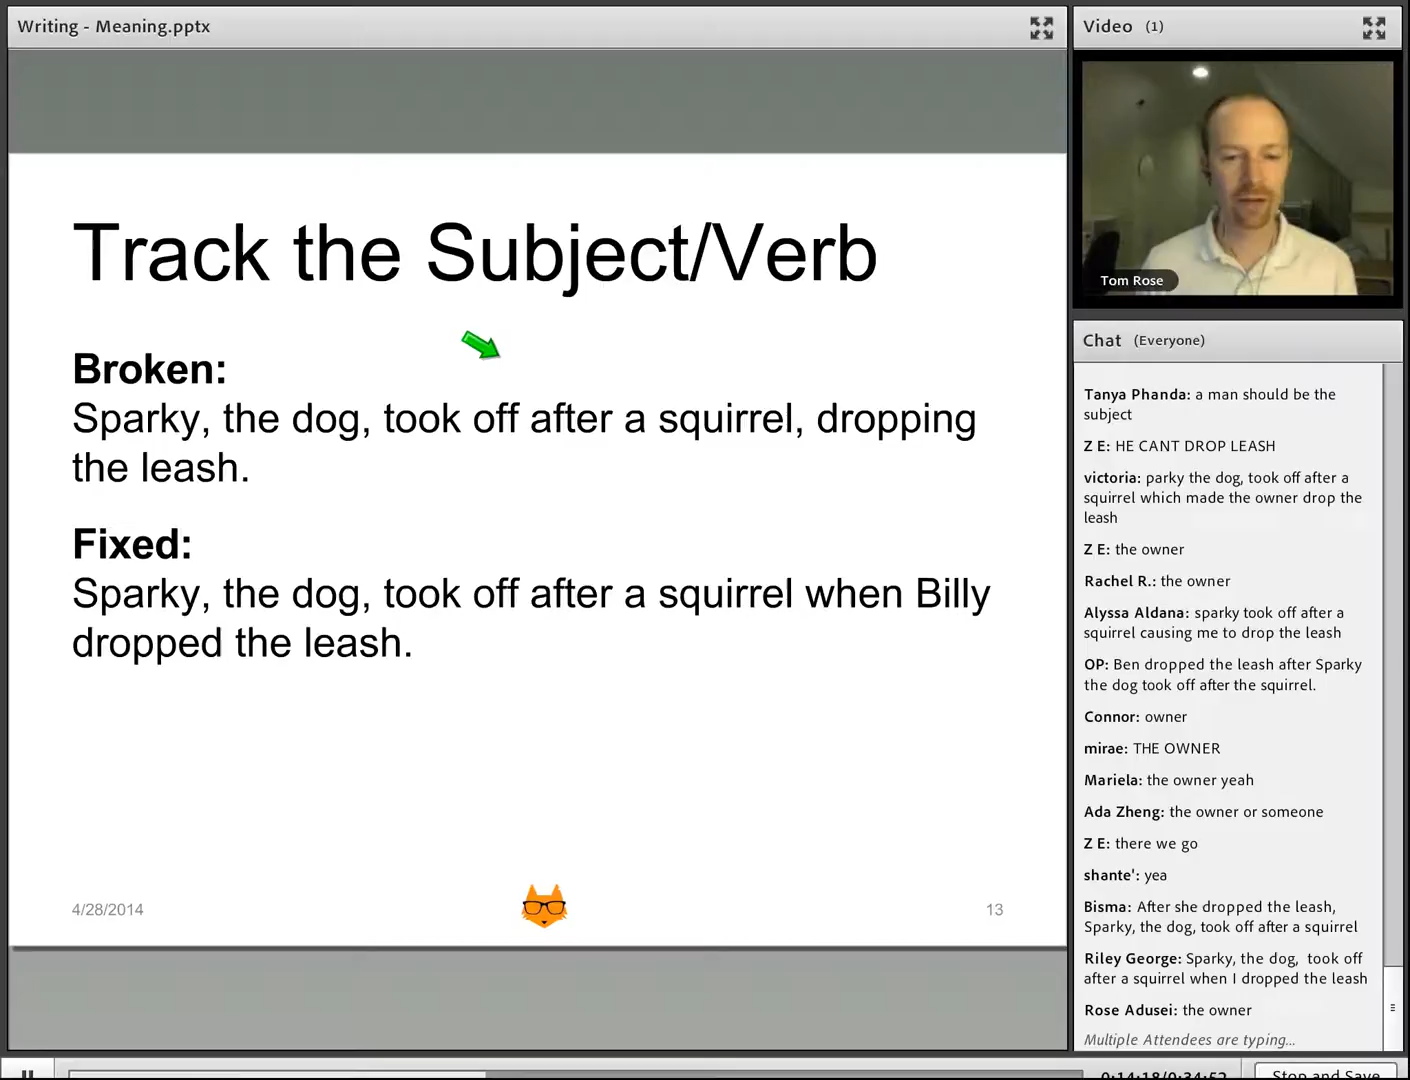 Writing - Meaning.pptx
Track the Subject/Verb
Broken:
Sparky, the dog, took off after a squirrel, dropping
the leash.
Fixed:
Sparky, the dog, took off after a squirrel when Billy
dropped the leash.
4/28/2014
13
Video (1)
Tom Rose
Chat (Everyone)
Tanya Phanda: a man should be the
subject
Z E: HE CANT DROP LEASH
victoria: parky the dog, took off after a
squirrel which made the owner drop the
leash
Z E: the owner
Rachel R.: the owner
Alyssa Aldana: sparky took off after a
squirrel causing me to drop the leash
OP: Ben dropped the leash after Sparky
the dog took off after the squirrel.
Connor: owner
mirae: THE OWNER
Mariela: the owner yeah
Ada Zheng: the owner or someone
Z E: there we go
shante': yea
Bisma: After she dropped the leash,
Sparky, the dog, took off after a squirrel
Riley George: Sparky, the dog, took off
after a squirrel when I dropped the leash
Rose Adusei: the owner
Multiple Attendees are typing...
0:14:18/0:34:52
Stop and Save